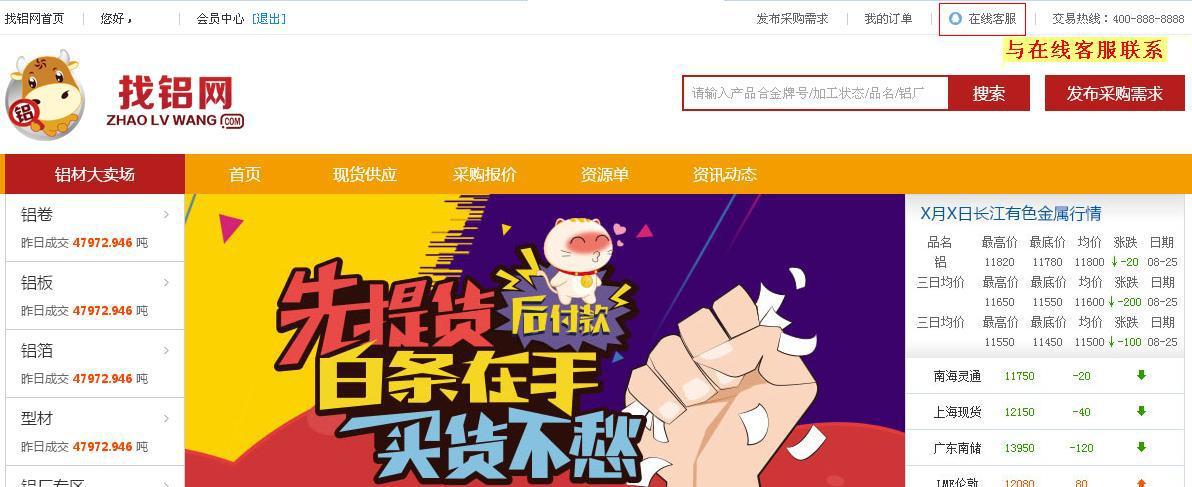 找铝网首页 您好， 会员中心 [退出] 发布采购需求 我的订单 在线客服 交易热线：400-888-8888
与在线客服联系
铝 找铝网 请输入产品合金牌号/加工状态/品名/铝厂 搜索 发布采购需求
ZHAO LV WANG .COM
铝材大卖场 首页 现货供应 采购报价 资源单 资讯动态
铝卷
昨日成交 47972.946 吨
铝板
昨日成交 47972.946 吨
铝箔
昨日成交 47972.946 吨
型材
昨日成交 47972.946 吨
铝厂专区
先提货
后付款
白条在手
买货不愁
X月X日长江有色金属行情
品名 最高价 最底价 均价 涨跌 日期
铝 11820 11780 11800 ↓-20 08-25
三日均价 最高价 最底价 均价 涨跌 日期
11650 11550 11600 ↓-200 08-25
三日均价 最高价 最底价 均价 涨跌 日期
11550 11450 11500 ↓-100 08-25
南海灵通 11750 -20
上海现货 12150 -40
广东南储 13950 -120
LME伦敦 12080 80